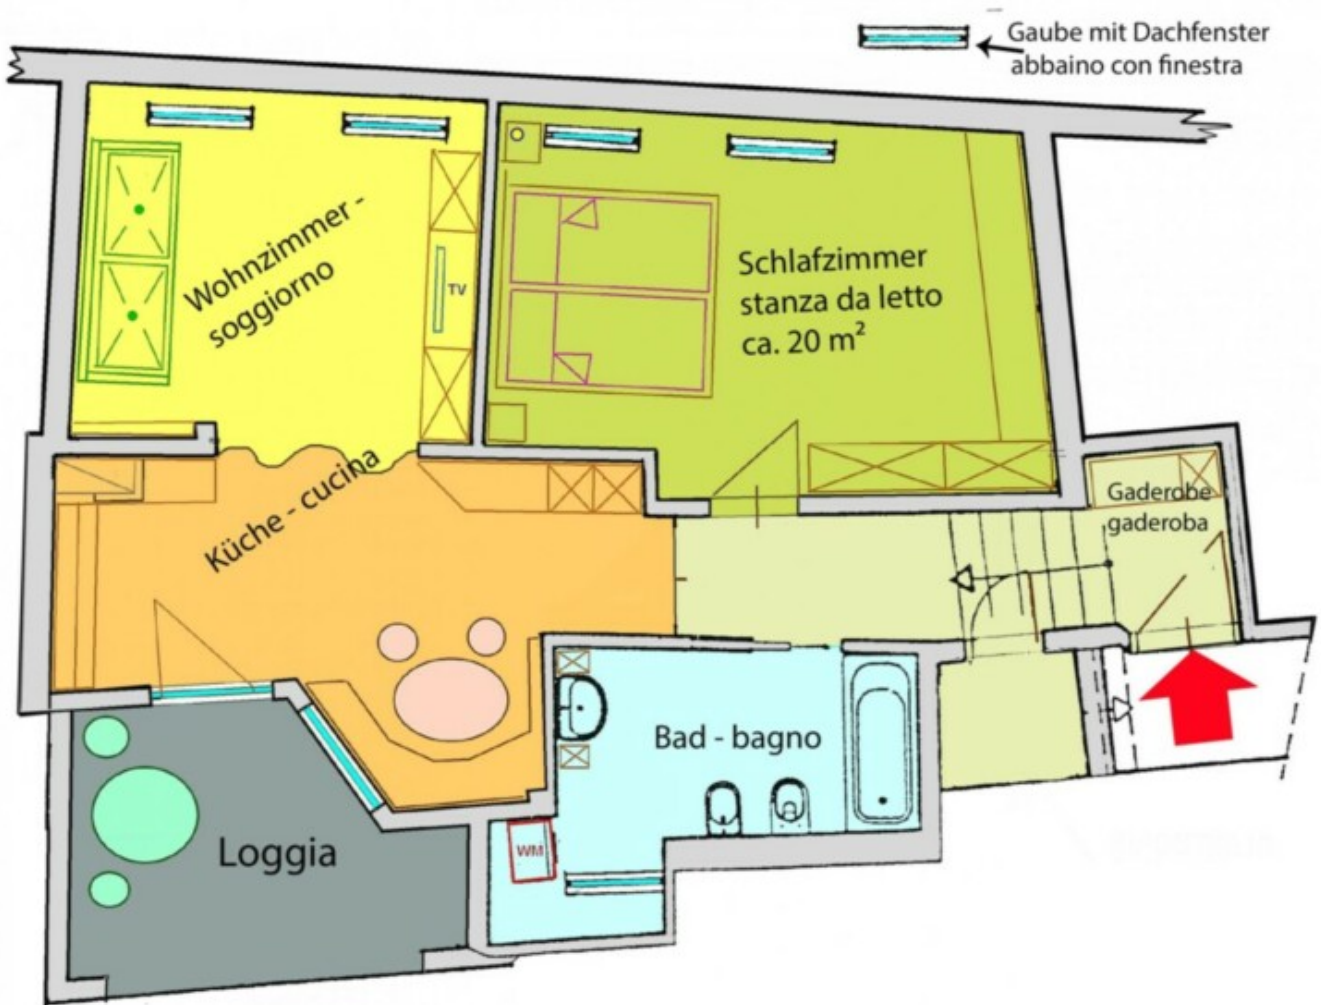 Gaube mit Dachfenster
abbaino con finestra
Wohnzimmer -
soggiorno
TV
Schlafzimmer
stanza da letto
ca. 20 m²
Küche - cucina
Gaderobe
gaderoba
Bad - bagno
WM
Loggia